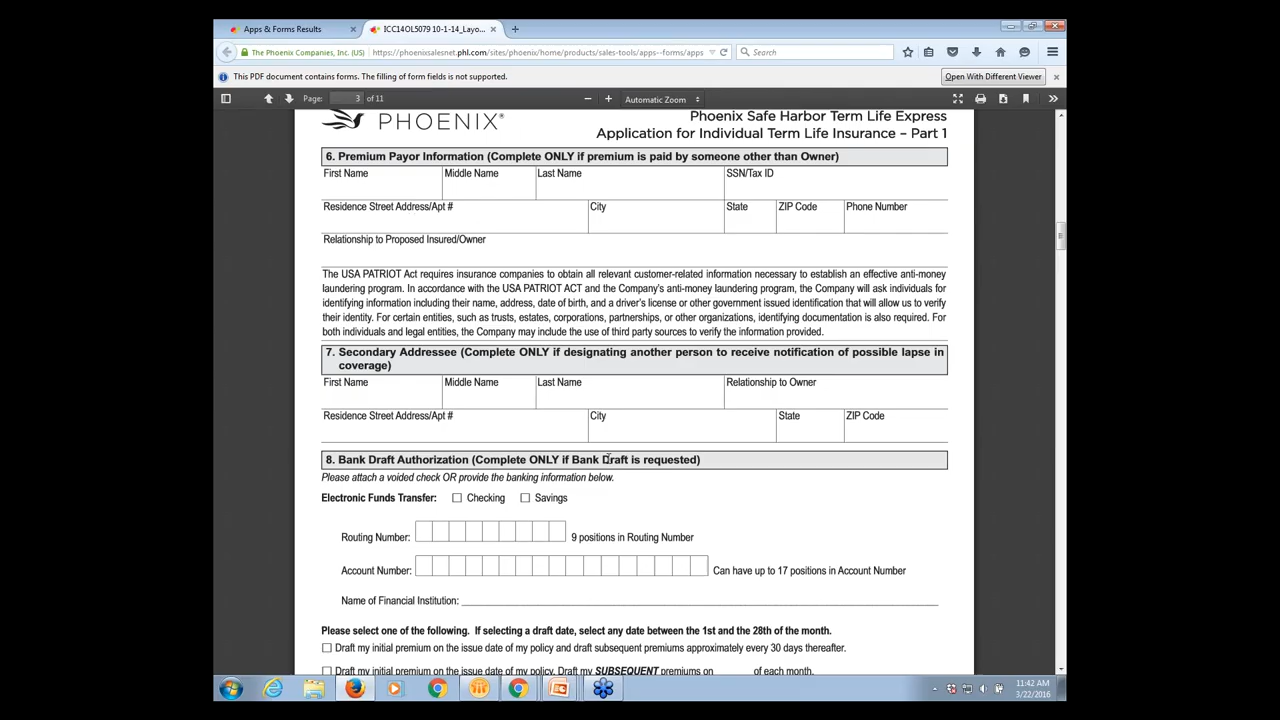 Apps & Forms Results
ICC14OL5079 10-1-14_Layo...
The Phoenix Companies, Inc. (US)
https://phoenixsalesnet.phl.com/sites/phoenix/home/products/sales-tools/apps--forms/apps
Search
This PDF document contains forms. The filling of form fields is not supported.
Open With Different Viewer
Page: 3 of 11
Automatic Zoom
PHOENIX®
Phoenix Safe Harbor Term Life Express
Application for Individual Term Life Insurance – Part 1
6. Premium Payor Information (Complete ONLY if premium is paid by someone other than Owner)
First Name Middle Name Last Name SSN/Tax ID
Residence Street Address/Apt # City State ZIP Code Phone Number
Relationship to Proposed Insured/Owner
The USA PATRIOT Act requires insurance companies to obtain all relevant customer-related information necessary to establish an effective anti-money
laundering program. In accordance with the USA PATRIOT ACT and the Company's anti-money laundering program, the Company will ask individuals for
identifying information including their name, address, date of birth, and a driver's license or other government issued identification that will allow us to verify
their identity. For certain entities, such as trusts, estates, corporations, partnerships, or other organizations, identifying documentation is also required. For
both individuals and legal entities, the Company may include the use of third party sources to verify the information provided.
7. Secondary Addressee (Complete ONLY if designating another person to receive notification of possible lapse in
coverage)
First Name Middle Name Last Name Relationship to Owner
Residence Street Address/Apt # City State ZIP Code
8. Bank Draft Authorization (Complete ONLY if Bank Draft is requested)
Please attach a voided check OR provide the banking information below.
Electronic Funds Transfer: Checking Savings
Routing Number: 9 positions in Routing Number
Account Number: Can have up to 17 positions in Account Number
Name of Financial Institution:
Please select one of the following. If selecting a draft date, select any date between the 1st and the 28th of the month.
Draft my initial premium on the issue date of my policy and draft subsequent premiums approximately every 30 days thereafter.
Draft my initial premium on the issue date of my policy. Draft my SUBSEQUENT premiums on ____ of each month.
11:42 AM
3/22/2016